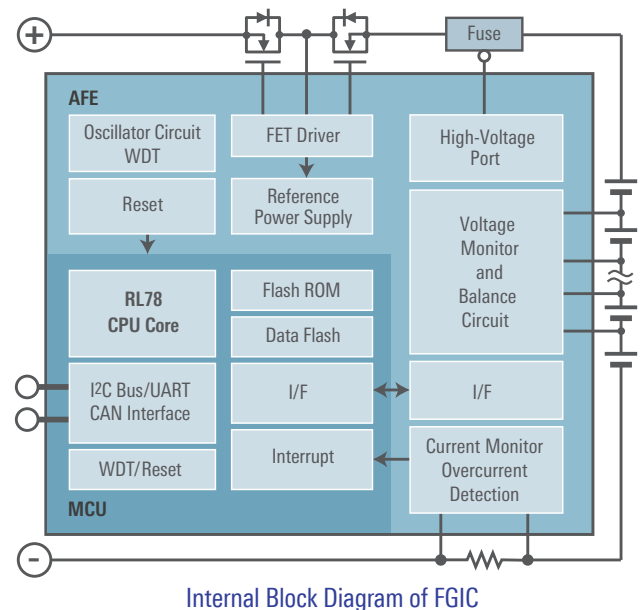 +
Fuse
AFE
Oscillator Circuit
WDT
FET Driver
High-Voltage
Port
Reset
Reference
Power Supply
Voltage
Monitor
and
Balance
Circuit
RL78
CPU Core
Flash ROM
Data Flash
I²C Bus/UART
CAN Interface
I/F
I/F
WDT/Reset
Interrupt
Current Monitor
Overcurrent
Detection
MCU
-
Internal Block Diagram of FGIC